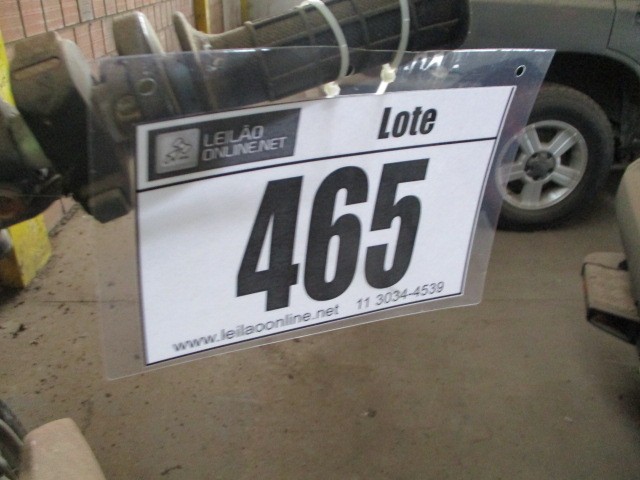 LEILÃO
ONLINE.NET
Lote
465
www.leilaoonline.net 11 3034-4539